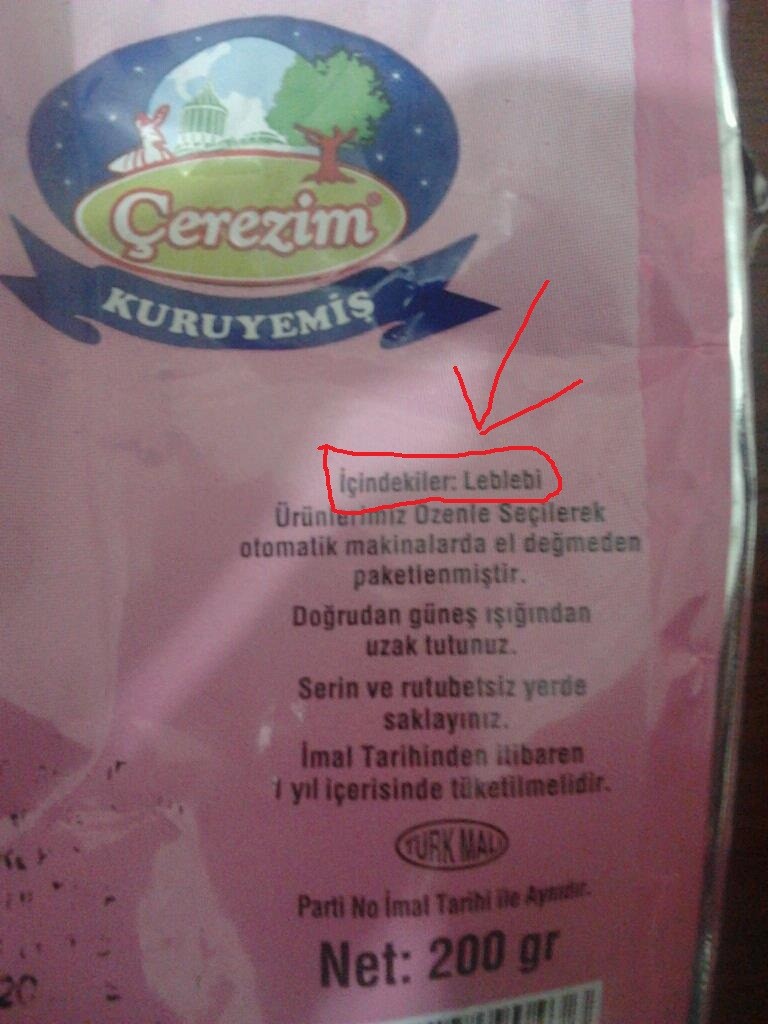 Çerezim®
KURUYEMİŞ
İçindekiler: Leblebi
Ürünlerimiz Özenle Seçilerek
otomatik makinalarda el değmeden
paketlenmiştir.
Doğrudan güneş ışığından
uzak tutunuz.
Serin ve rutubetsiz yerde
saklayınız.
İmal Tarihinden itibaren
1 yıl içerisinde tüketilmelidir.
TÜRK MALI
Parti No İmal Tarihi ile Aynıdır.
Net: 200 gr
20